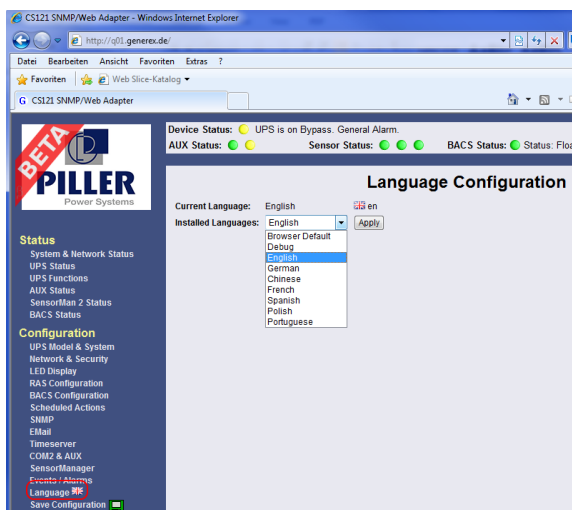 CS121 SNMP/Web Adapter - Windows Internet Explorer
http://q01.generex.de/
Datei Bearbeiten Ansicht Favoriten Extras ?
Favoriten Web Slice-Katalog
G CS121 SNMP/Web Adapter
BETA
PILLER
Power Systems
Device Status: UPS is on Bypass. General Alarm.
AUX Status: Sensor Status: BACS Status: Status: Floa
Language Configuration
Current Language: English en
Installed Languages: English Apply
Browser Default
Debug
English
German
Chinese
French
Spanish
Polish
Portuguese
Status
System & Network Status
UPS Status
UPS Functions
AUX Status
SensorMan 2 Status
BACS Status
Configuration
UPS Model & System
Network & Security
LED Display
RAS Configuration
BACS Configuration
Scheduled Actions
SNMP
EMail
Timeserver
COM2 & AUX
SensorManager
Events / Alarms
Language
Save Configuration